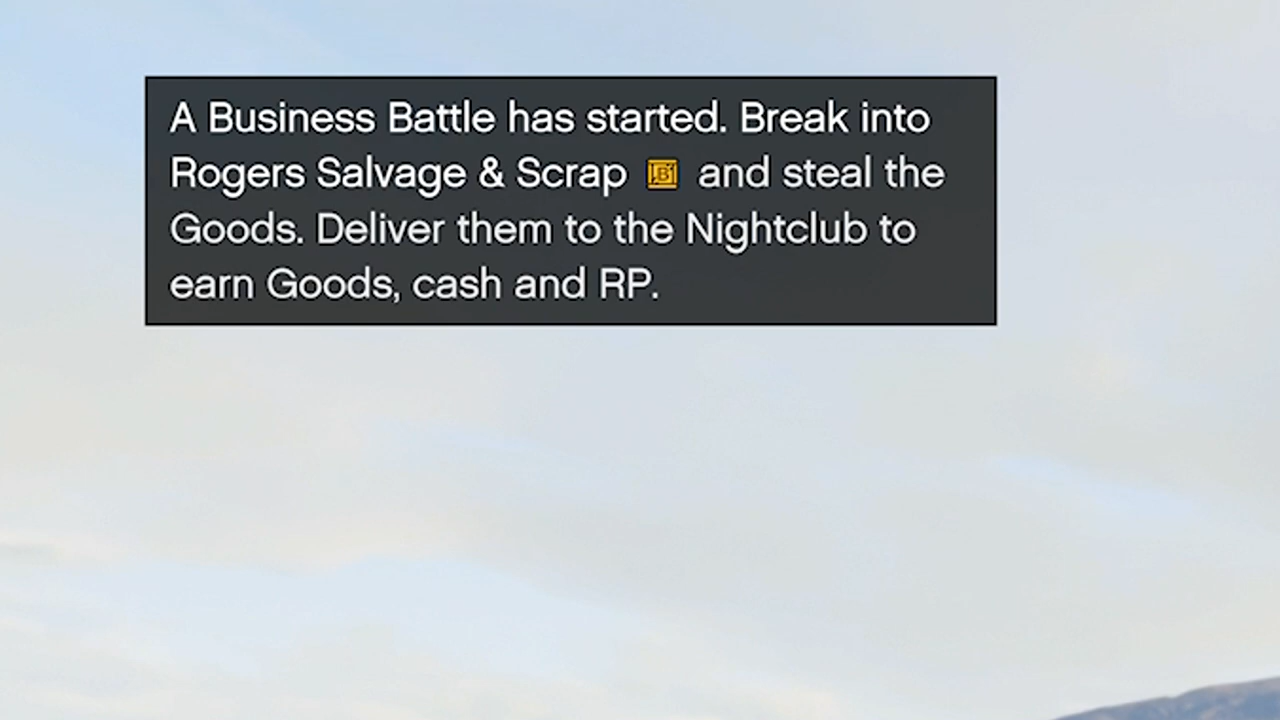 A Business Battle has started. Break into
Rogers Salvage & Scrap B and steal the
Goods. Deliver them to the Nightclub to
earn Goods, cash and RP.